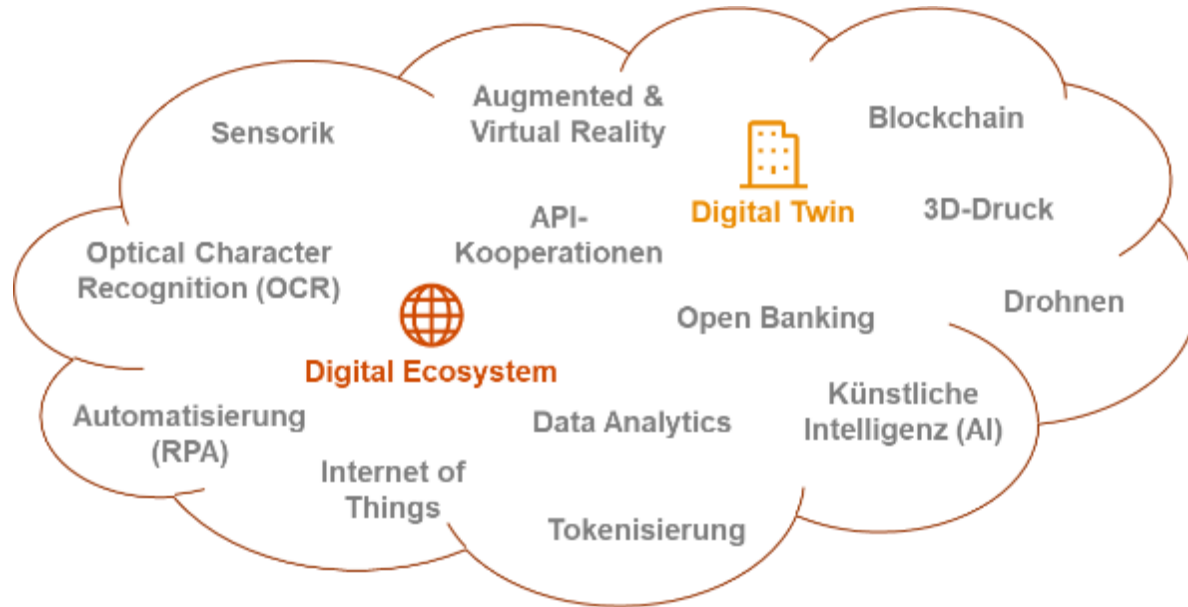 Augmented &
Virtual Reality
Sensorik
Blockchain
Digital Twin
3D-Druck
API-
Kooperationen
Optical Character
Recognition (OCR)
Drohnen
Open Banking
Digital Ecosystem
Künstliche
Intelligenz (AI)
Automatisierung
(RPA)
Data Analytics
Internet of
Things
Tokenisierung